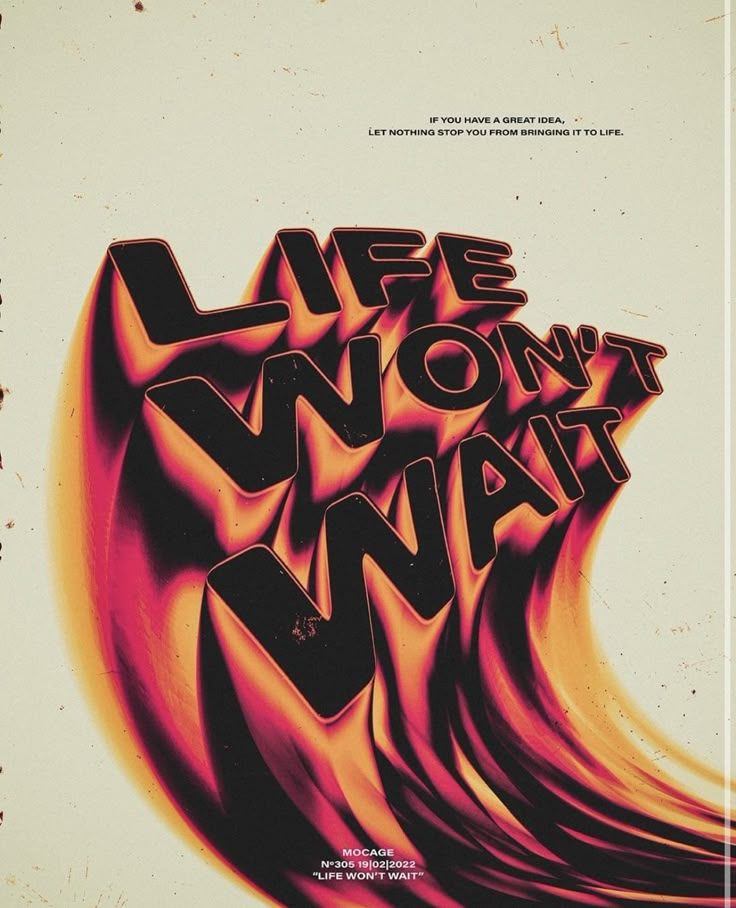 IF YOU HAVE A GREAT IDEA,
LET NOTHING STOP YOU FROM BRINGING IT TO LIFE.
LIFE
WON'T
WAIT
MOCAGE
Nº305 19|02|2022
"LIFE WON'T WAIT"